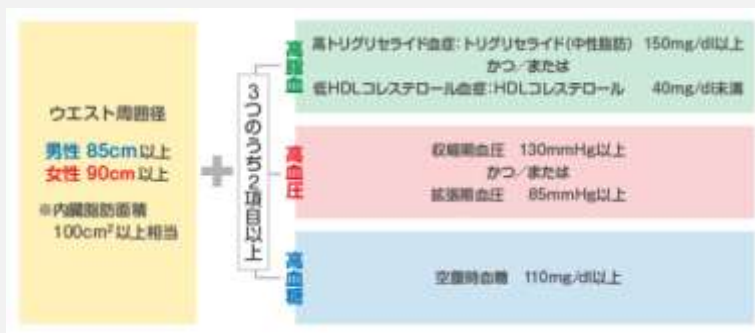 ウエスト周囲径
男性 85cm以上
女性 90cm以上
※内臓脂肪面積
100cm²以上相当
+
3つのうち2項目以上
高脂血
高トリグリセライド血症:トリグリセライド(中性脂肪) 150mg/dl以上
かつ/または
低HDLコレステロール血症:HDLコレステロール 40mg/dl未満
高血圧
収縮期血圧 130mmHg以上
かつ/または
拡張期血圧 85mmHg以上
高血糖
空腹時血糖 110mg/dl以上